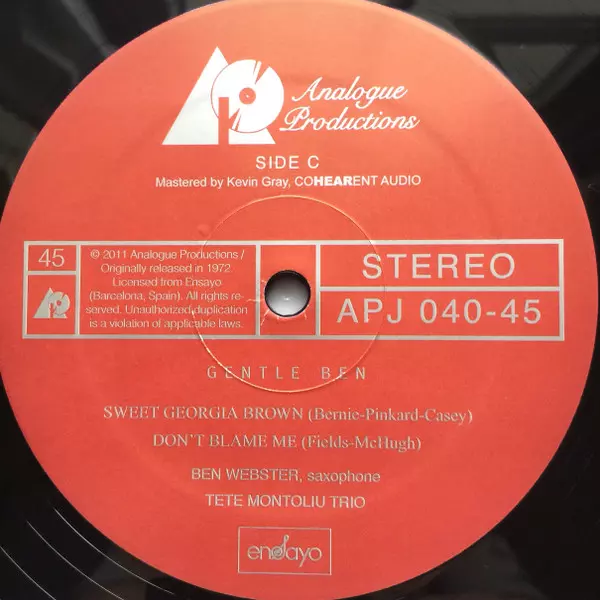 Analogue
Productions
SIDE C
Mastered by Kevin Gray, COHEARENT AUDIO
45
© 2011 Analogue Productions /
Originally released in 1972.
Licensed from Ensayo
(Barcelona, Spain). All rights re-
served. Unauthorized duplication
is a violation of applicable laws.
STEREO
APJ 040-45
GENTLE BEN
SWEET GEORGIA BROWN (Bernie-Pinkard-Casey)
DON'T BLAME ME (Fields-McHugh)
BEN WEBSTER, saxophone
TETE MONTOLIU TRIO
ensayo